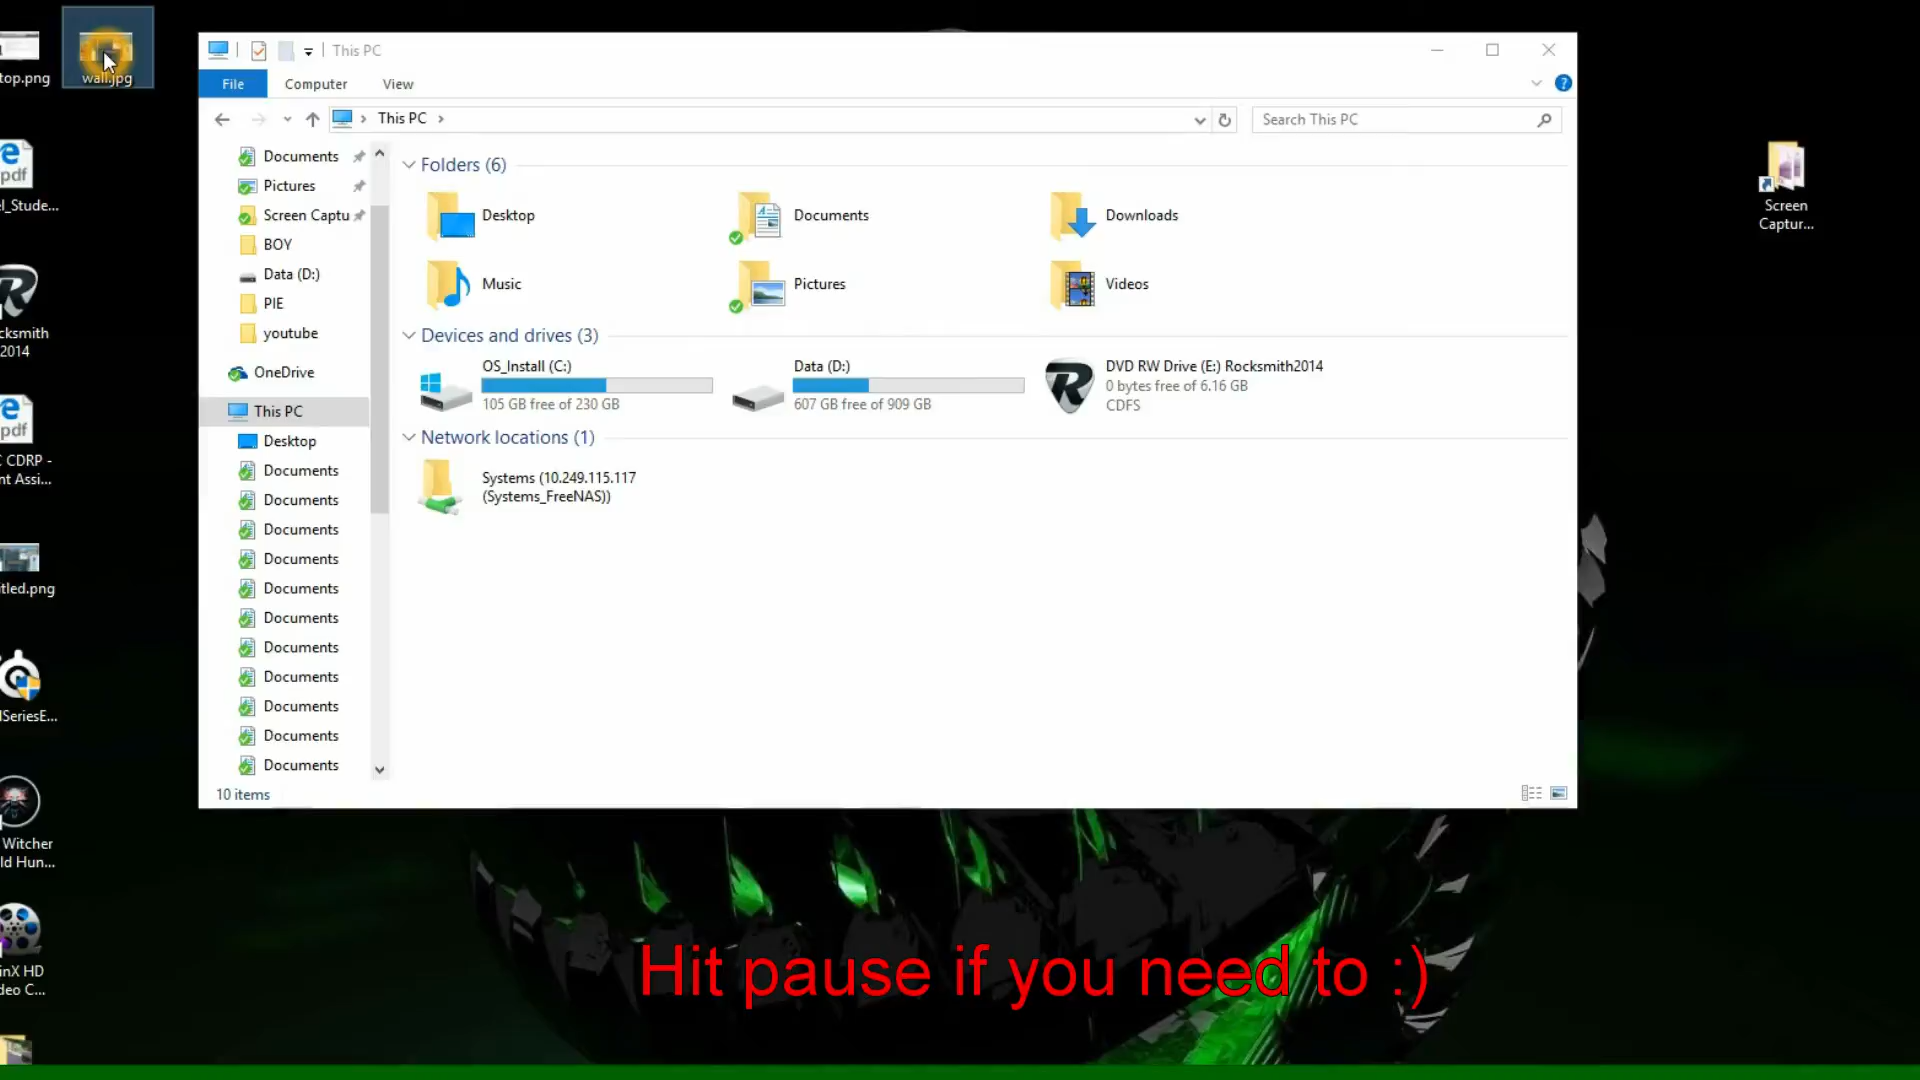 top.png
wall.jpg
This PC
File
Computer
View
This PC
Search This PC
Documents
Pictures
Screen Captu
BOY
Data (D:)
PIE
youtube
OneDrive
This PC
Desktop
Documents
Documents
Documents
Documents
Documents
Documents
Documents
Documents
Documents
Documents
Documents
Folders (6)
Desktop
Documents
Downloads
Music
Pictures
Videos
Devices and drives (3)
OS_Install (C:)
105 GB free of 230 GB
Data (D:)
607 GB free of 909 GB
DVD RW Drive (E:) Rocksmith2014
0 bytes free of 6.16 GB
CDFS
Network locations (1)
Systems (10.249.115.117
(Systems_FreeNAS))
10 items
pdf
el_Stude...
cksmith
2014
pdf
C CDRP -
nt Assi...
tled.png
lSeriesE...
Witcher
ld Hun...
inX HD
deo C...
Screen
Captur...
Hit pause if you need to :)